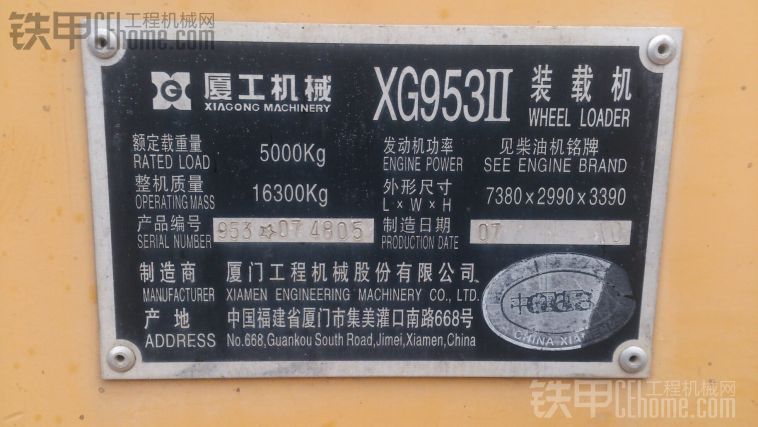 铁甲 工程机械网
CEhome.com
厦工机械
XIAGONG MACHINERY
XG953II 装载机
WHEEL LOADER
额定载重量 5000Kg
RATED LOAD
发动机功率 见柴油机铭牌
ENGINE POWER SEE ENGINE BRAND
整机质量 16300Kg
OPERATING MASS
外形尺寸 7380×2990×3390
L×W×H
产品编号 953☆074805
SERIAL NUMBER
制造日期 07
PRODUCTION DATE
制造商 厦门工程机械股份有限公司
MANUFACTURER XIAMEN ENGINEERING MACHINERY CO., LTD.
产地 中国福建省厦门市集美灌口南路668号
ADDRESS No.668,Guankou South Road,Jimei,Xiamen,China
CHINA
铁甲 工程机械网
CEhome.com